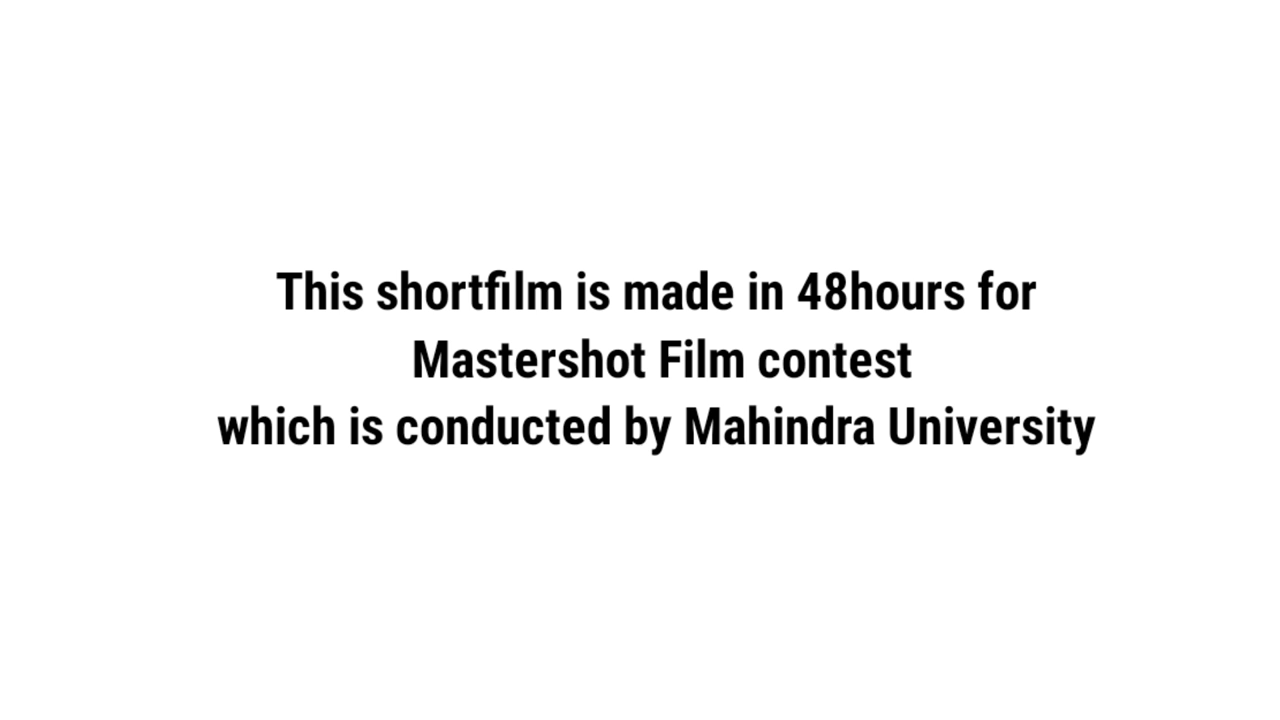 This shortfilm is made in 48hours for
Mastershot Film contest
which is conducted by Mahindra University